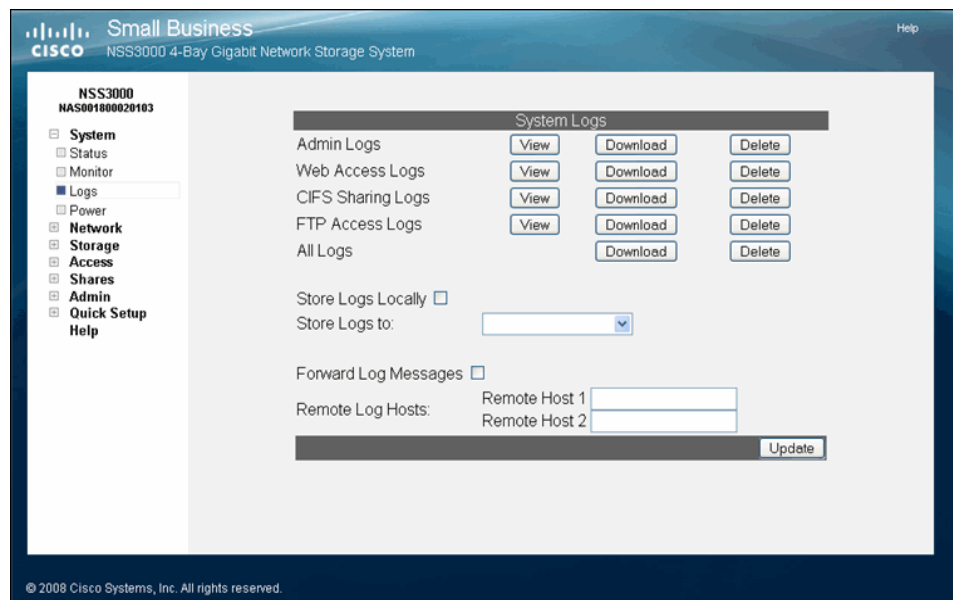 CISCO
Small Business
NSS3000 4-Bay Gigabit Network Storage System
Help
NSS3000
NAS001800020103
System
Status
Monitor
Logs
Power
Network
Storage
Access
Shares
Admin
Quick Setup
Help
System Logs
Admin Logs View Download Delete
Web Access Logs View Download Delete
CIFS Sharing Logs View Download Delete
FTP Access Logs View Download Delete
All Logs Download Delete
Store Logs Locally
Store Logs to:
Forward Log Messages
Remote Log Hosts:
Remote Host 1
Remote Host 2
Update
© 2008 Cisco Systems, Inc. All rights reserved.